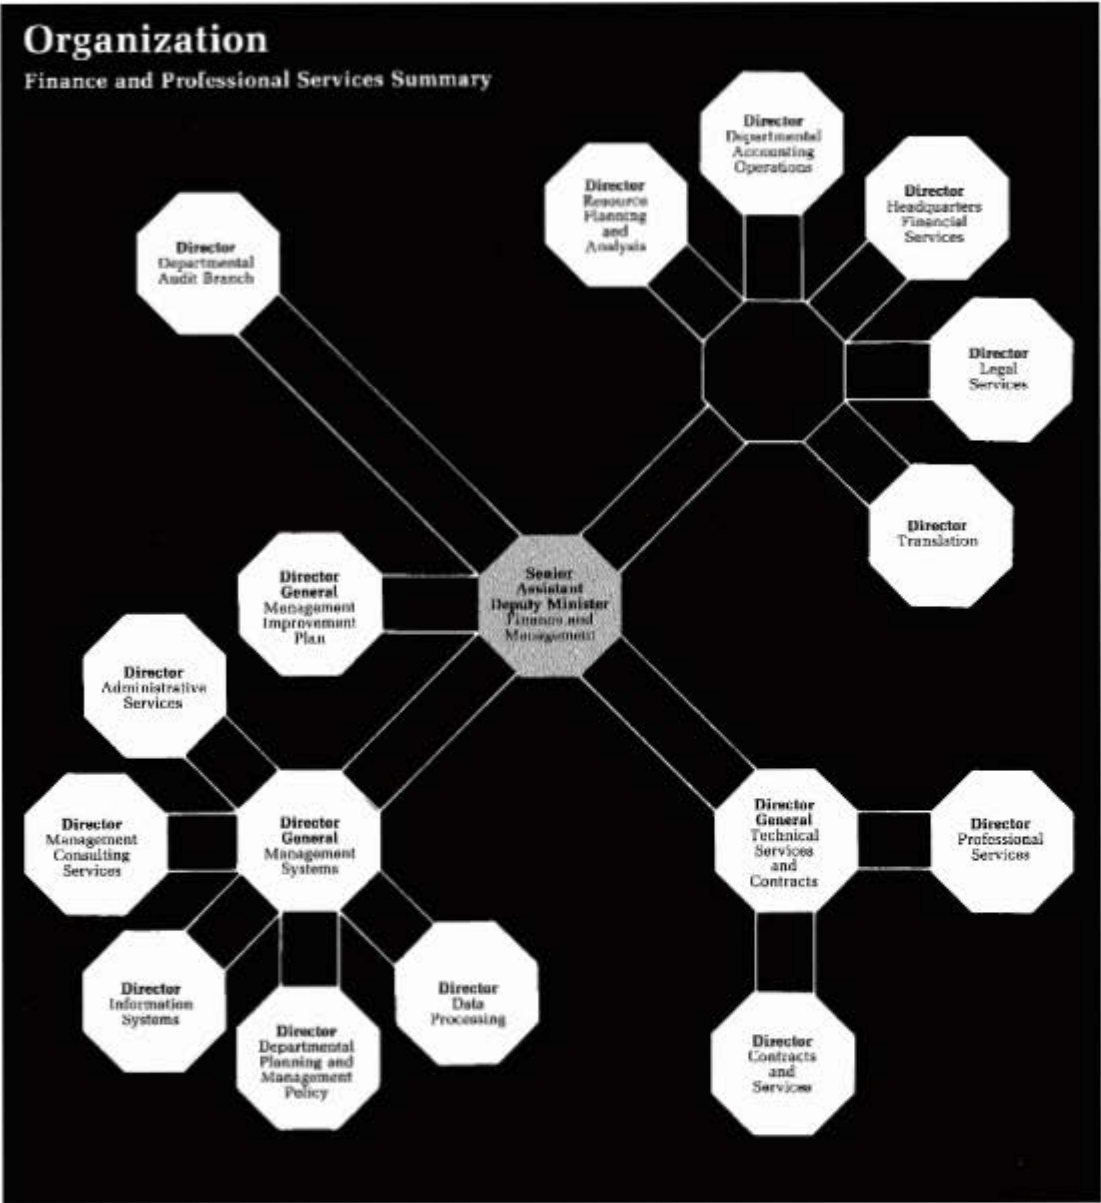 Organization
Finance and Professional Services Summary
Director
Departmental
Accounting
Operations
Director
Resource
Planning
and
Analysis
Director
Headquarters
Financial
Services
Director
Departmental
Audit Branch
Director
Legal
Services
Director
Translation
Senior
Assistant
Deputy Minister
Finance and
Management
Director
General
Management
Improvement
Plan
Director
Administrative
Services
Director
Management
Consulting
Services
Director
General
Management
Systems
Director
General
Technical
Services
and
Contracts
Director
Professional
Services
Director
Information
Systems
Director
Departmental
Planning and
Management
Policy
Director
Data
Processing
Director
Contracts
and
Services